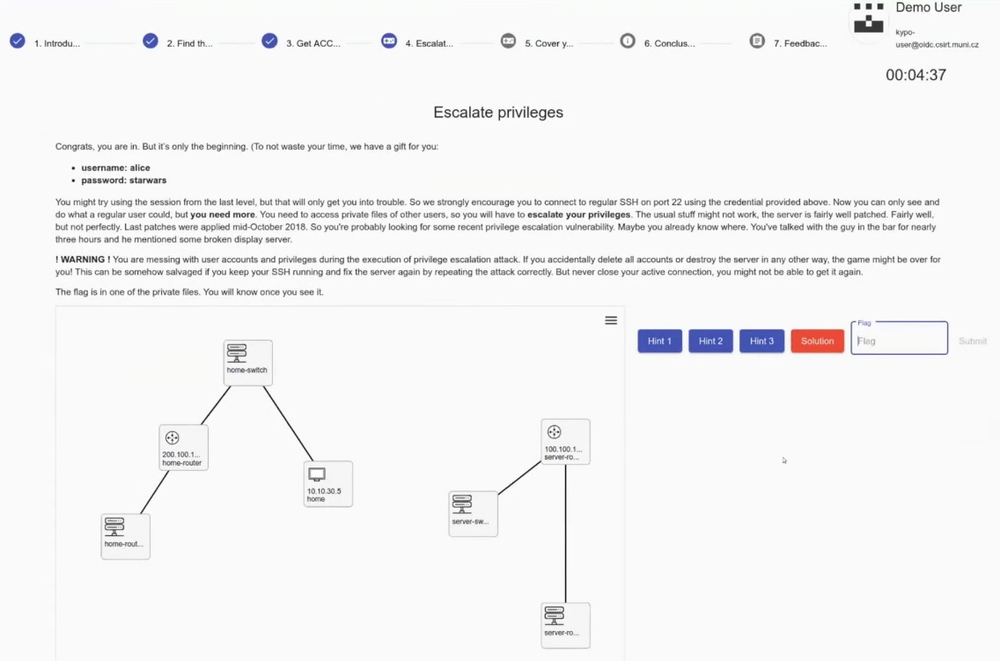 Demo User
kypo-
user@oidc.csirt.muni.cz
1. Introdu...
2. Find th...
3. Get ACC...
4. Escalat...
5. Cover y...
6. Conclus...
7. Feedbac...
00:04:37
Escalate privileges
Congrats, you are in. But it's only the beginning. (To not waste your time, we have a gift for you:
• username: alice
• password: starwars
You might try using the session from the last level, but that will only get you into trouble. So we strongly encourage you to connect to regular SSH on port 22 using the credential provided above. Now you can only see and
do what a regular user could, but you need more. You need to access private files of other users, so you will have to escalate your privileges. The usual stuff might not work, the server is fairly well patched. Fairly well,
but not perfectly. Last patches were applied mid-October 2018. So you're probably looking for some recent privilege escalation vulnerability. Maybe you already know where. You've talked with the guy in the bar for nearly
three hours and he mentioned some broken display server.
! WARNING ! You are messing with user accounts and privileges during the execution of privilege escalation attack. If you accidentally delete all accounts or destroy the server in any other way, the game might be over for
you! This can be somehow salvaged if you keep your SSH running and fix the server again by repeating the attack correctly. But never close your active connection, you might not be able to get it again.
The flag is in one of the private files. You will know once you see it.
Hint 1
Hint 2
Hint 3
Solution
Flag
Flag
Submit
home-switch
200.100.1...
home-router
10.10.30.5
home
home-rout...
100.100.1...
server-ro...
server-sw...
server-ro...